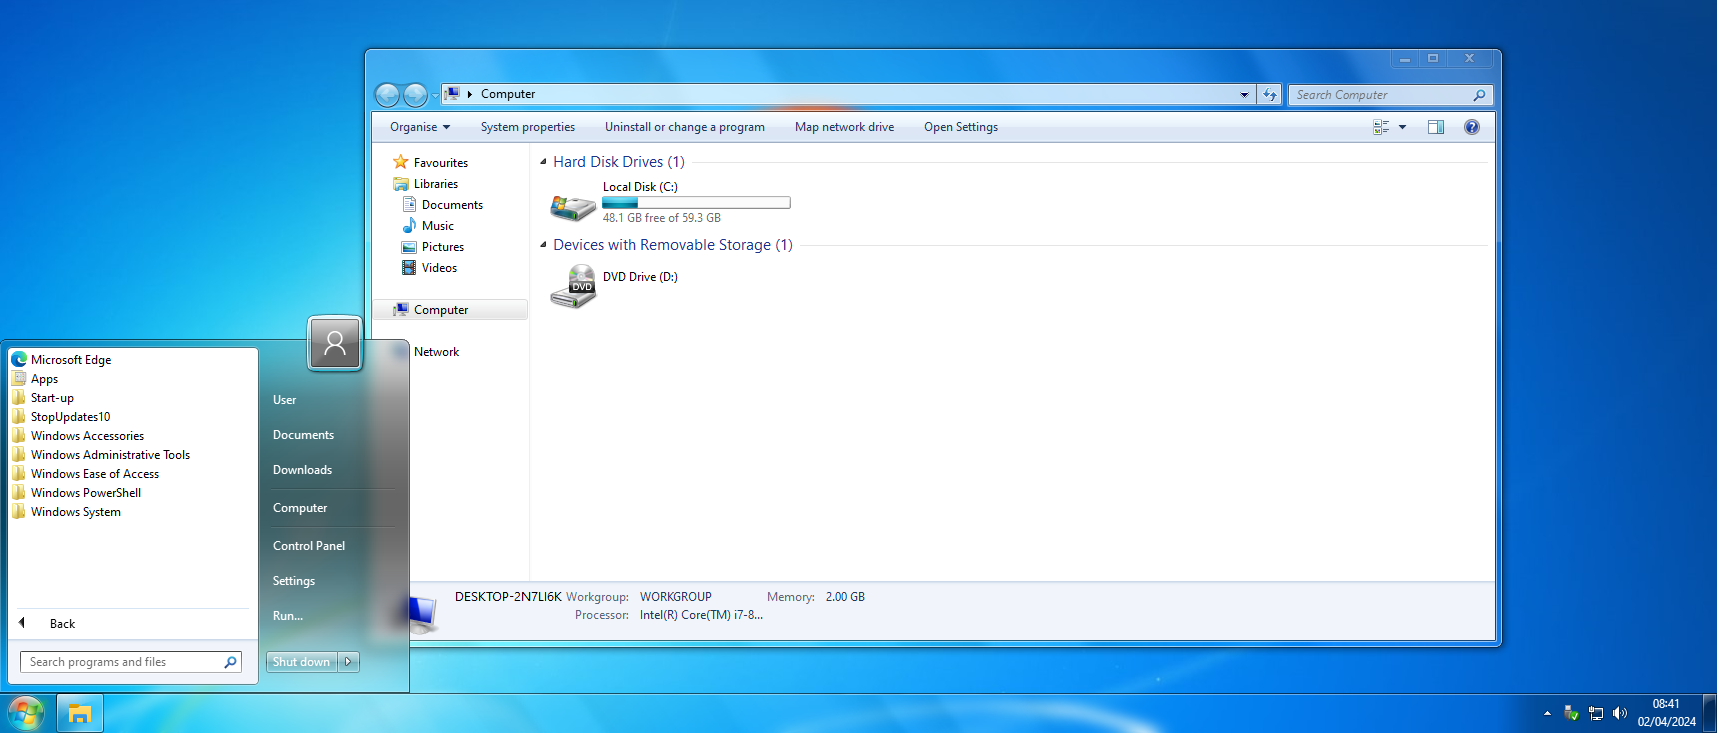 Computer
Search Computer
Organise
System properties
Uninstall or change a program
Map network drive
Open Settings
Favourites
Libraries
Documents
Music
Pictures
Videos
Computer
Network
Hard Disk Drives (1)
Local Disk (C:)
48.1 GB free of 59.3 GB
Devices with Removable Storage (1)
DVD
DVD Drive (D:)
DESKTOP-2N7LI6K Workgroup: WORKGROUP Memory: 2.00 GB
Processor: Intel(R) Core(TM) i7-8...
Microsoft Edge
Apps
Start-up
StopUpdates10
Windows Accessories
Windows Administrative Tools
Windows Ease of Access
Windows PowerShell
Windows System
Back
Search programs and files
User
Documents
Downloads
Computer
Control Panel
Settings
Run...
Shut down
08:41
02/04/2024